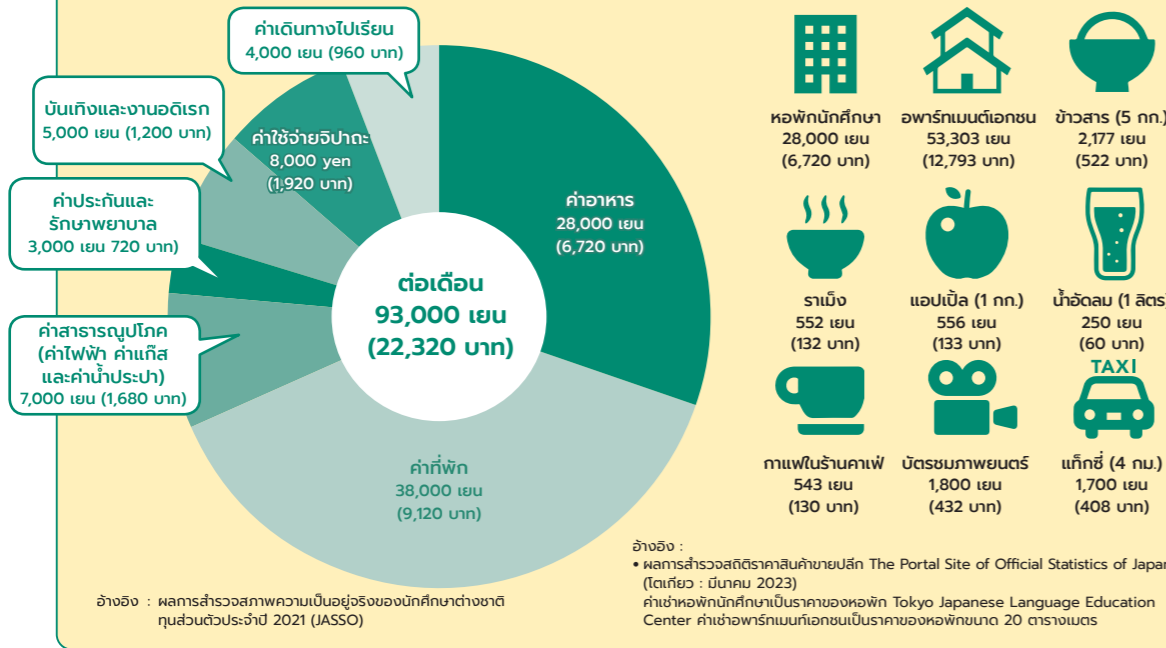 ค่าเดินทางไปเรียน
4,000 เยน (960 บาท)
บันเทิงและงานอดิเรก
5,000 เยน (1,200 บาท)
ค่าใช้จ่ายจิปาถะ
8,000 yen
(1,920 บาท)
ค่าประกันและ
รักษาพยาบาล
3,000 เยน 720 บาท)
ค่าสาธารณูปโภค
(ค่าไฟฟ้า ค่าแก๊ส
และค่าน้ำประปา)
7,000 เยน (1,680 บาท)
ค่าอาหาร
28,000 เยน
(6,720 บาท)
ต่อเดือน
93,000 เยน
(22,320 บาท)
ค่าที่พัก
38,000 เยน
(9,120 บาท)
อ้างอิง : ผลการสำรวจสภาพความเป็นอยู่จริงของนักศึกษาต่างชาติ
ทุนส่วนตัวประจำปี 2021 (JASSO)
หอพักนักศึกษา
28,000 เยน
(6,720 บาท)
อพาร์ทเมนต์เอกชน
53,303 เยน
(12,793 บาท)
ข้าวสาร (5 กก.)
2,177 เยน
(522 บาท)
ราเม็ง
552 เยน
(132 บาท)
แอปเปิ้ล (1 กก.)
556 เยน
(133 บาท)
น้ำอัดลม (1 ลิตร)
250 เยน
(60 บาท)
กาแฟในร้านคาเฟ่
543 เยน
(130 บาท)
บัตรชมภาพยนตร์
1,800 เยน
(432 บาท)
TAXI
แท็กซี่ (4 กม.)
1,700 เยน
(408 บาท)
อ้างอิง :
• ผลการสำรวจสถิติราคาสินค้าขายปลีก The Portal Site of Official Statistics of Japan
(โตเกียว : มีนาคม 2023)
ค่าเช่าหอพักนักศึกษาเป็นราคาของหอพัก Tokyo Japanese Language Education
Center ค่าเช่าอพาร์ทเมนท์เอกชนเป็นราคาของหอพักขนาด 20 ตารางเมตร